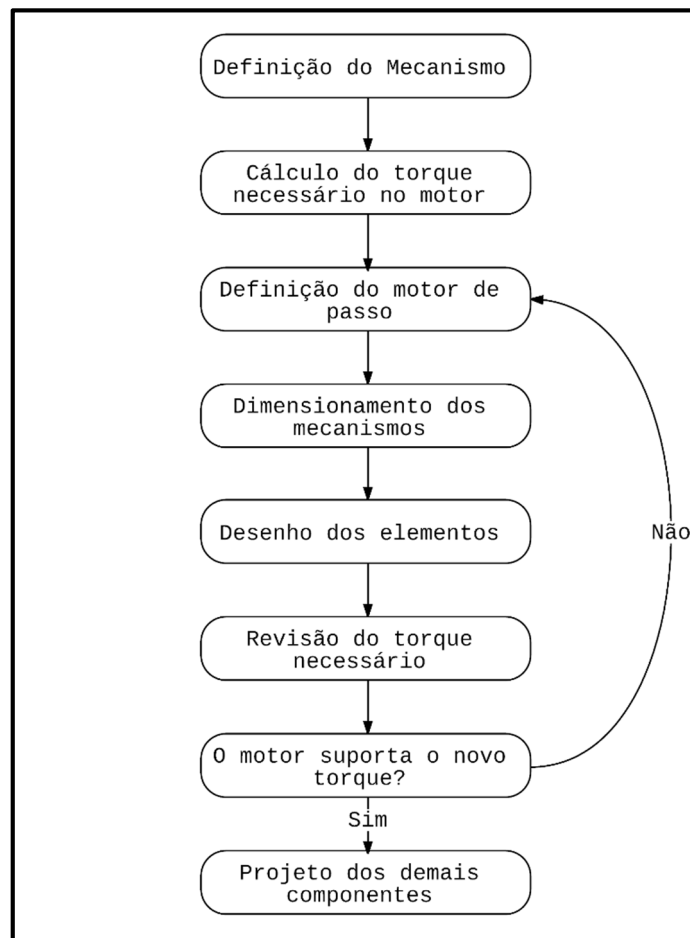 Definição do Mecanismo
Cálculo do torque
necessário no motor
Definição do motor de
passo
Dimensionamento dos
mecanismos
Desenho dos elementos
Não
Revisão do torque
necessário
O motor suporta o novo
torque?
Sim
Projeto dos demais
componentes